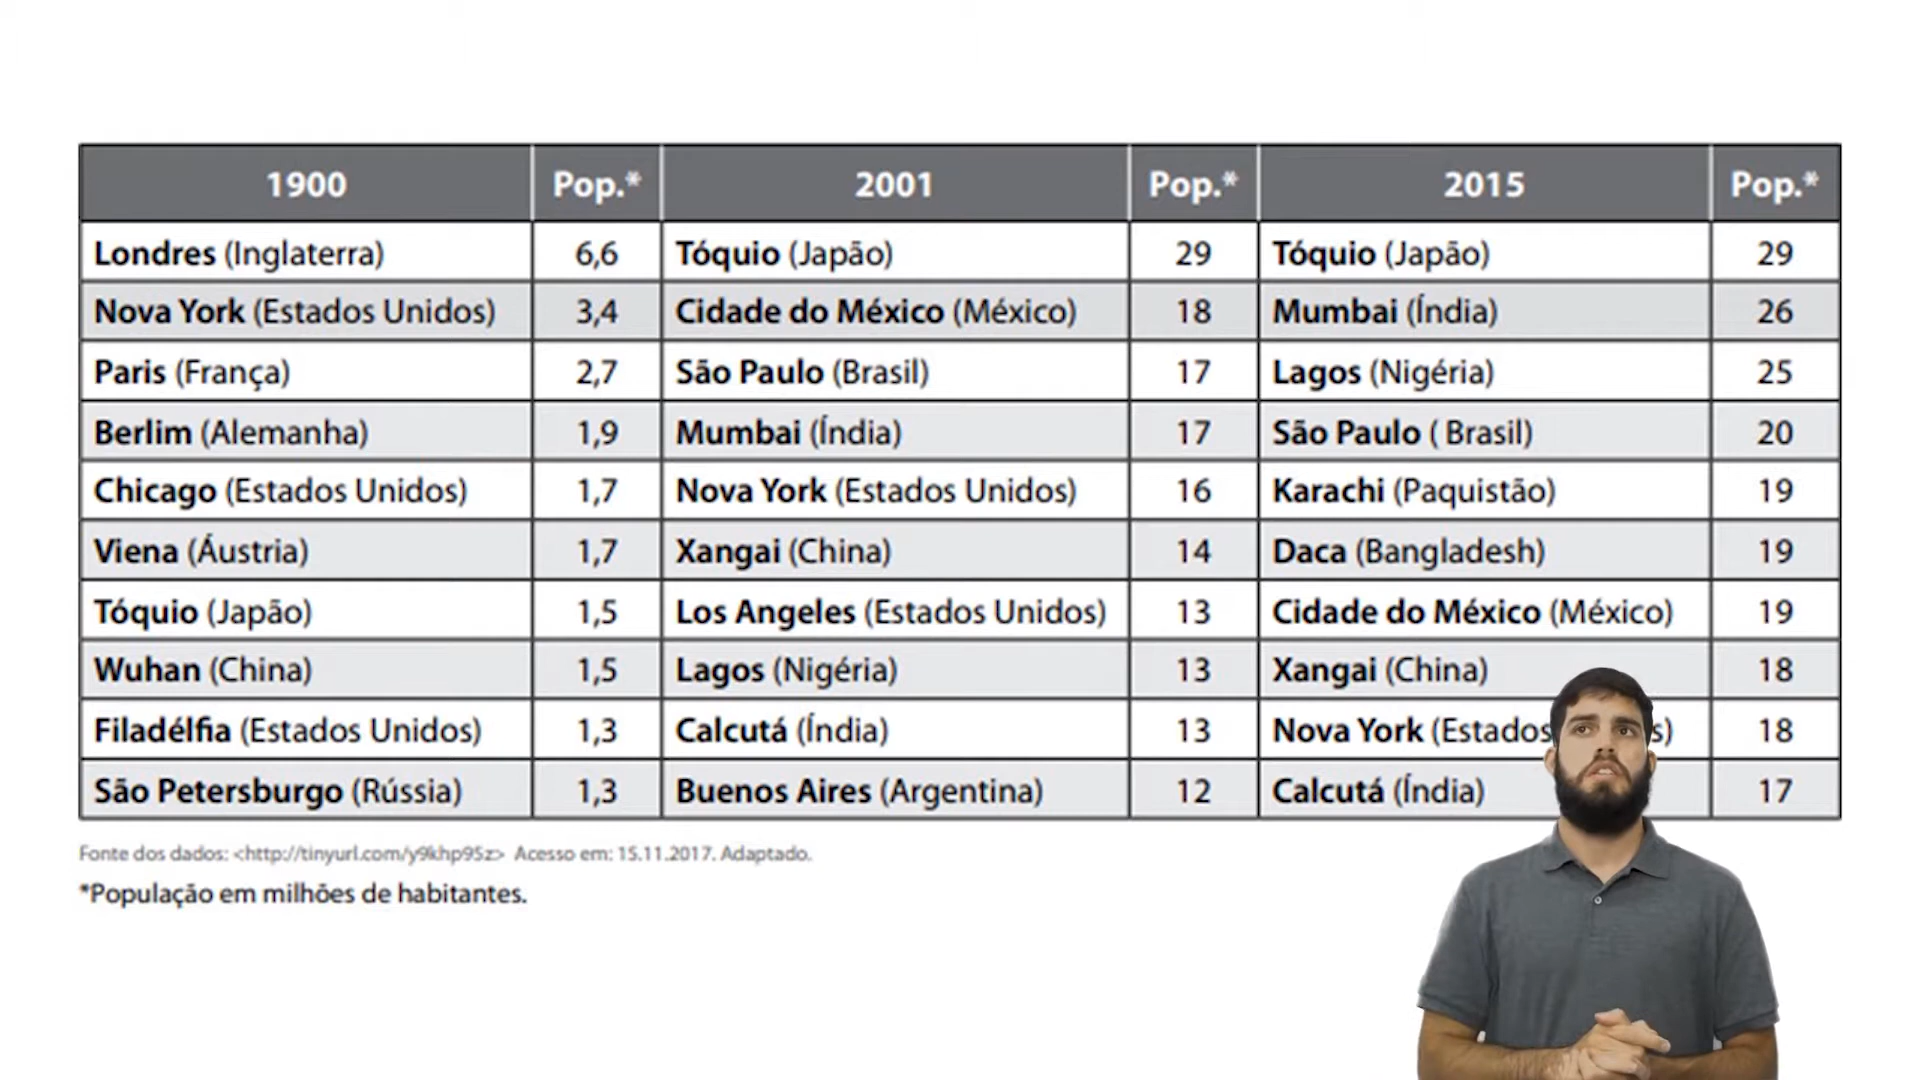 1900 Pop.* 2001 Pop.* 2015 Pop.*
Londres (Inglaterra) 6,6 Tóquio (Japão) 29 Tóquio (Japão) 29
Nova York (Estados Unidos) 3,4 Cidade do México (México) 18 Mumbai (Índia) 26
Paris (França) 2,7 São Paulo (Brasil) 17 Lagos (Nigéria) 25
Berlim (Alemanha) 1,9 Mumbai (Índia) 17 São Paulo ( Brasil) 20
Chicago (Estados Unidos) 1,7 Nova York (Estados Unidos) 16 Karachi (Paquistão) 19
Viena (Áustria) 1,7 Xangai (China) 14 Daca (Bangladesh) 19
Tóquio (Japão) 1,5 Los Angeles (Estados Unidos) 13 Cidade do México (México) 19
Wuhan (China) 1,5 Lagos (Nigéria) 13 Xangai (China) 18
Filadélfia (Estados Unidos) 1,3 Calcutá (Índia) 13 Nova York (Estados 18
São Petersburgo (Rússia) 1,3 Buenos Aires (Argentina) 12 Calcutá (Índia) 17
Fonte dos dados: <http://tinyurl.com/y9khp95z> Acesso em: 15.11.2017. Adaptado.
*População em milhões de habitantes.